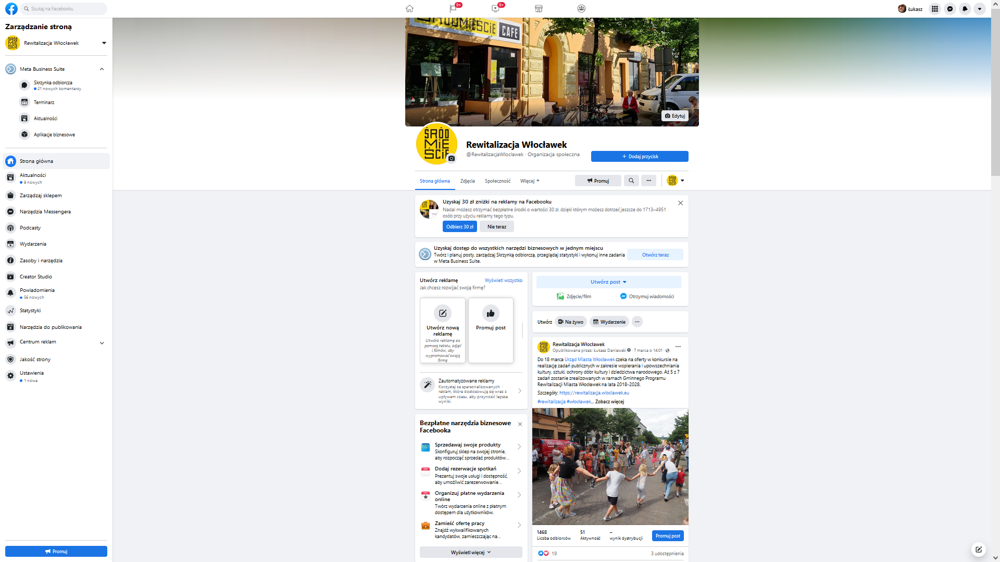 Szukaj na Facebooku
9+
9+
Łukasz
Zarządzanie stroną
Rewitalizacja Włocławek
Meta Business Suite
Skrzynka odbiorcza
21 nowych komentarzy
Terminarz
Aktualności
Aplikacje biznesowe
Strona główna
Aktualności
8 nowych
Zarządzaj sklepem
Narzędzia Messengera
Podcasty
Wydarzenia
Zasoby i narzędzia
Creator Studio
Powiadomienia
56 nowych
Statystyki
Narzędzia do publikowania
Centrum reklam
Jakość strony
Ustawienia
1 nowa
Promuj
ŚRÓDMIEŚCIE CAFE
Edytuj
ŚRÓD
MIE
ŚCIE
Rewitalizacja Włocławek
@RewitalizacjaWloclawek · Organizacja społeczna
+ Dodaj przycisk
Strona główna
Zdjęcia
Społeczność
Więcej
Promuj
Uzyskaj 30 zł zniżki na reklamy na Facebooku
Nadal możesz otrzymać bezpłatne środki o wartości 30 zł, dzięki którym możesz dotrzeć jeszcze do 1713–4951
osób przy użyciu reklamy tego typu.
Odbierz 30 zł
Nie teraz
Uzyskaj dostęp do wszystkich narzędzi biznesowych w jednym miejscu
Twórz i planuj posty, zarządzaj Skrzynką odbiorczą, przeglądaj statystyki i wykonuj inne zadania
w Meta Business Suite.
Otwórz teraz
Utwórz reklamę
Wyświetl wszystko
Jak chcesz rozwijać swoją firmę?
Utwórz nową
reklamę
Utwórz reklamę za
pomocą tekstu, zdjęć
i filmów, aby
wypromować swoją
firmę
Promuj post
Zautomatyzowane reklamy
Korzystaj ze spersonalizowanych
reklam, które dostosowują się wraz z
upływem czasu, aby przynosić lepsze
wyniki.
Bezpłatne narzędzia biznesowe
Facebooka
Sprzedawaj swoje produkty
Skonfiguruj sklep na swojej stronie,
aby rozpocząć sprzedaż produktów...
Dodaj rezerwacje spotkań
Prezentuj swoje usługi i dostępność,
aby umożliwić zarezerwowanie...
Organizuj płatne wydarzenia
online
Twórz wydarzenia online z płatnym
dostępem dla użytkowników.
Zamieść ofertę pracy
Znajdź wykwalifikowanych
kandydatów, zamieszczając na...
Wyświetl więcej
Utwórz post
Zdjęcie/film
Otrzymuj wiadomości
Utwórz
Na żywo
Wydarzenie
Rewitalizacja Włocławek
Opublikowane przez: Łukasz Daniewski · 7 marca o 14:01 ·
Do 18 marca Urząd Miasta Włocławek czeka na oferty w konkursie na
realizację zadań publicznych w zakresie wspierania i upowszechniania
kultury, sztuki, ochrony dóbr kultury i dziedzictwa narodowego. Aż 5 z 7
zadań zostanie zrealizowanych w ramach Gminnego Programu
Rewitalizacji Miasta Włocławek na lata 2018-2028.
Szczegóły: https://rewitalizacja.wloclawek.eu
#rewitalizacja #włocławek... Zobacz więcej
1468
Liczba odbiorców
51
Aktywność
–
wynik dystrybucji
Promuj post
19
3 udostępnienia